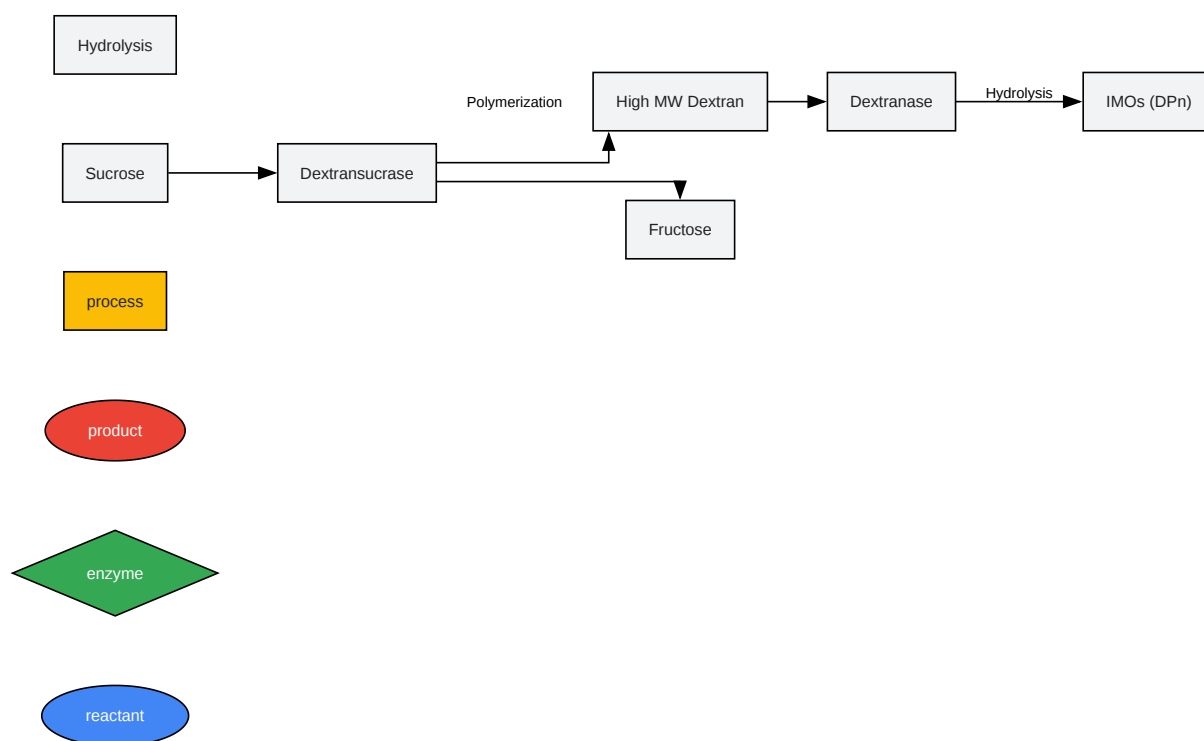 Hydrolysis
Polymerization
High MW Dextran
Dextranase
Hydrolysis
IMOs (DPn)
Sucrose
Dextransucrase
Fructose
process
product
enzyme
reactant